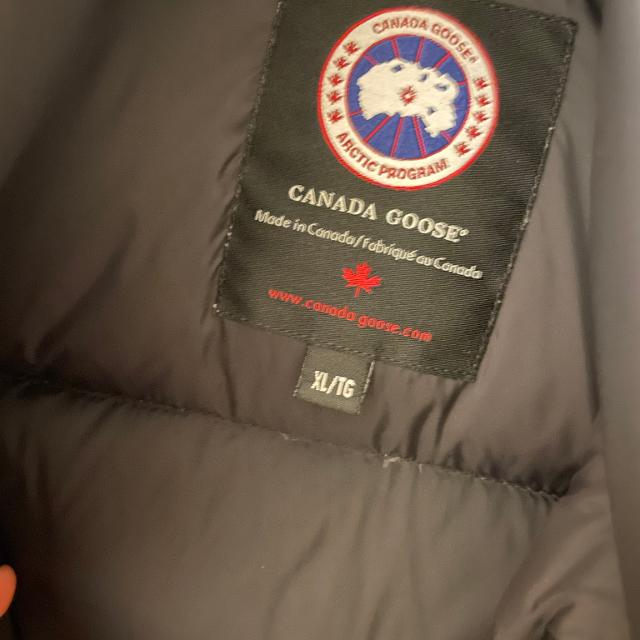 CANADA GOOSE®
ARCTIC PROGRAM
CANADA GOOSE®
Made in Canada/Fabriqué au Canada
www.canada-goose.com
XL/TG